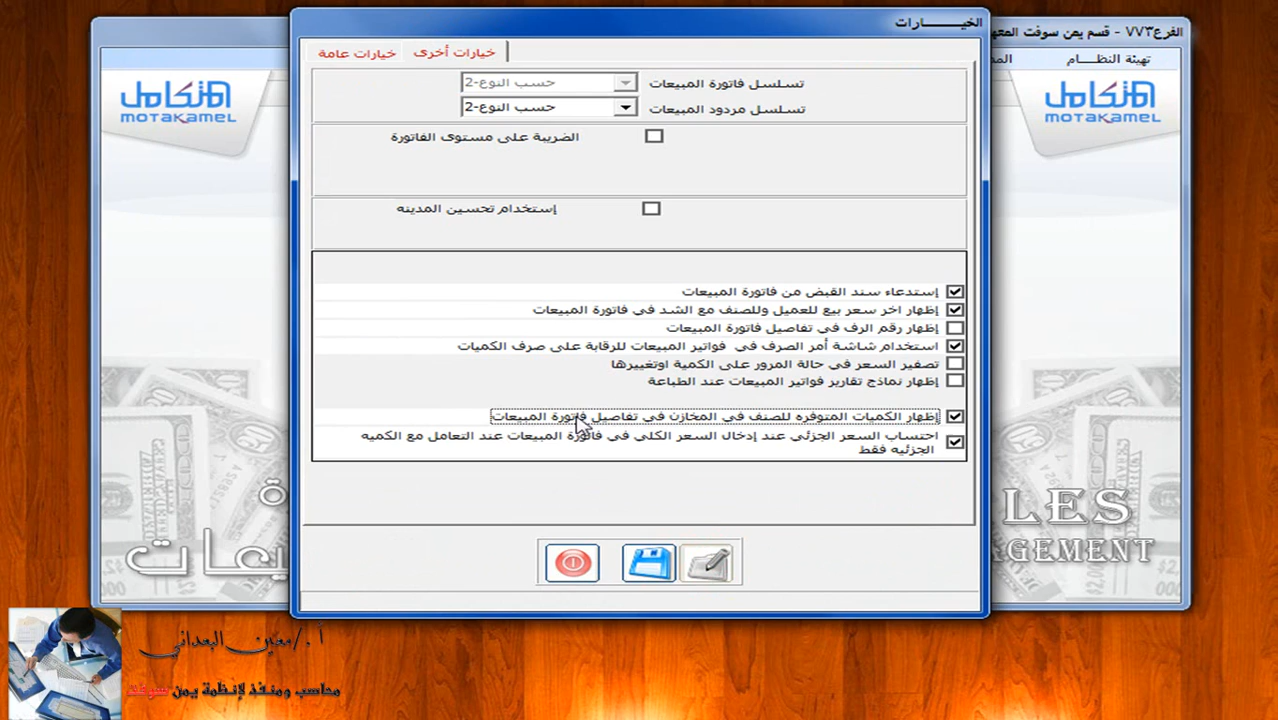 الخيـــــــارات
الفرع٧٧٣ - قسم يمن سوفت
تهيئة النظـــام
المتكامل
MOTAKAMEL
المتكامل
MOTAKAMEL
خيارات أخرى
خيارات عامة
تسلسل فاتورة المبيعات
حسب النوع-2
تسلسل مردود المبيعات
حسب النوع-2
الضريبة على مستوى الفاتورة
إستخدام تحسين المدينه
إستدعاء سند القبض من فاتورة المبيعات
إظهار اخر سعر بيع للعميل وللصنف مع الشد في فاتورة المبيعات
إظهار رقم الرف في تفاصيل فاتورة المبيعات
استخدام شاشة أمر الصرف في فواتير المبيعات للرقابة على صرف الكميات
تصفير السعر في حالة المرور على الكمية اوتغييرها
إظهار نماذج تقارير فواتير المبيعات عند الطباعة
إظهار الكميات المتوفره للصنف في المخازن في تفاصيل فاتورة المبيعات
احتساب السعر الجزئي عند إدخال السعر الكلي في فاتورة المبيعات عند التعامل مع الكميه
الجزئيه فقط
LES
GEMENT
أ./معين البعداني
محاسب ومنفذ لإنظمة يمن سوفت